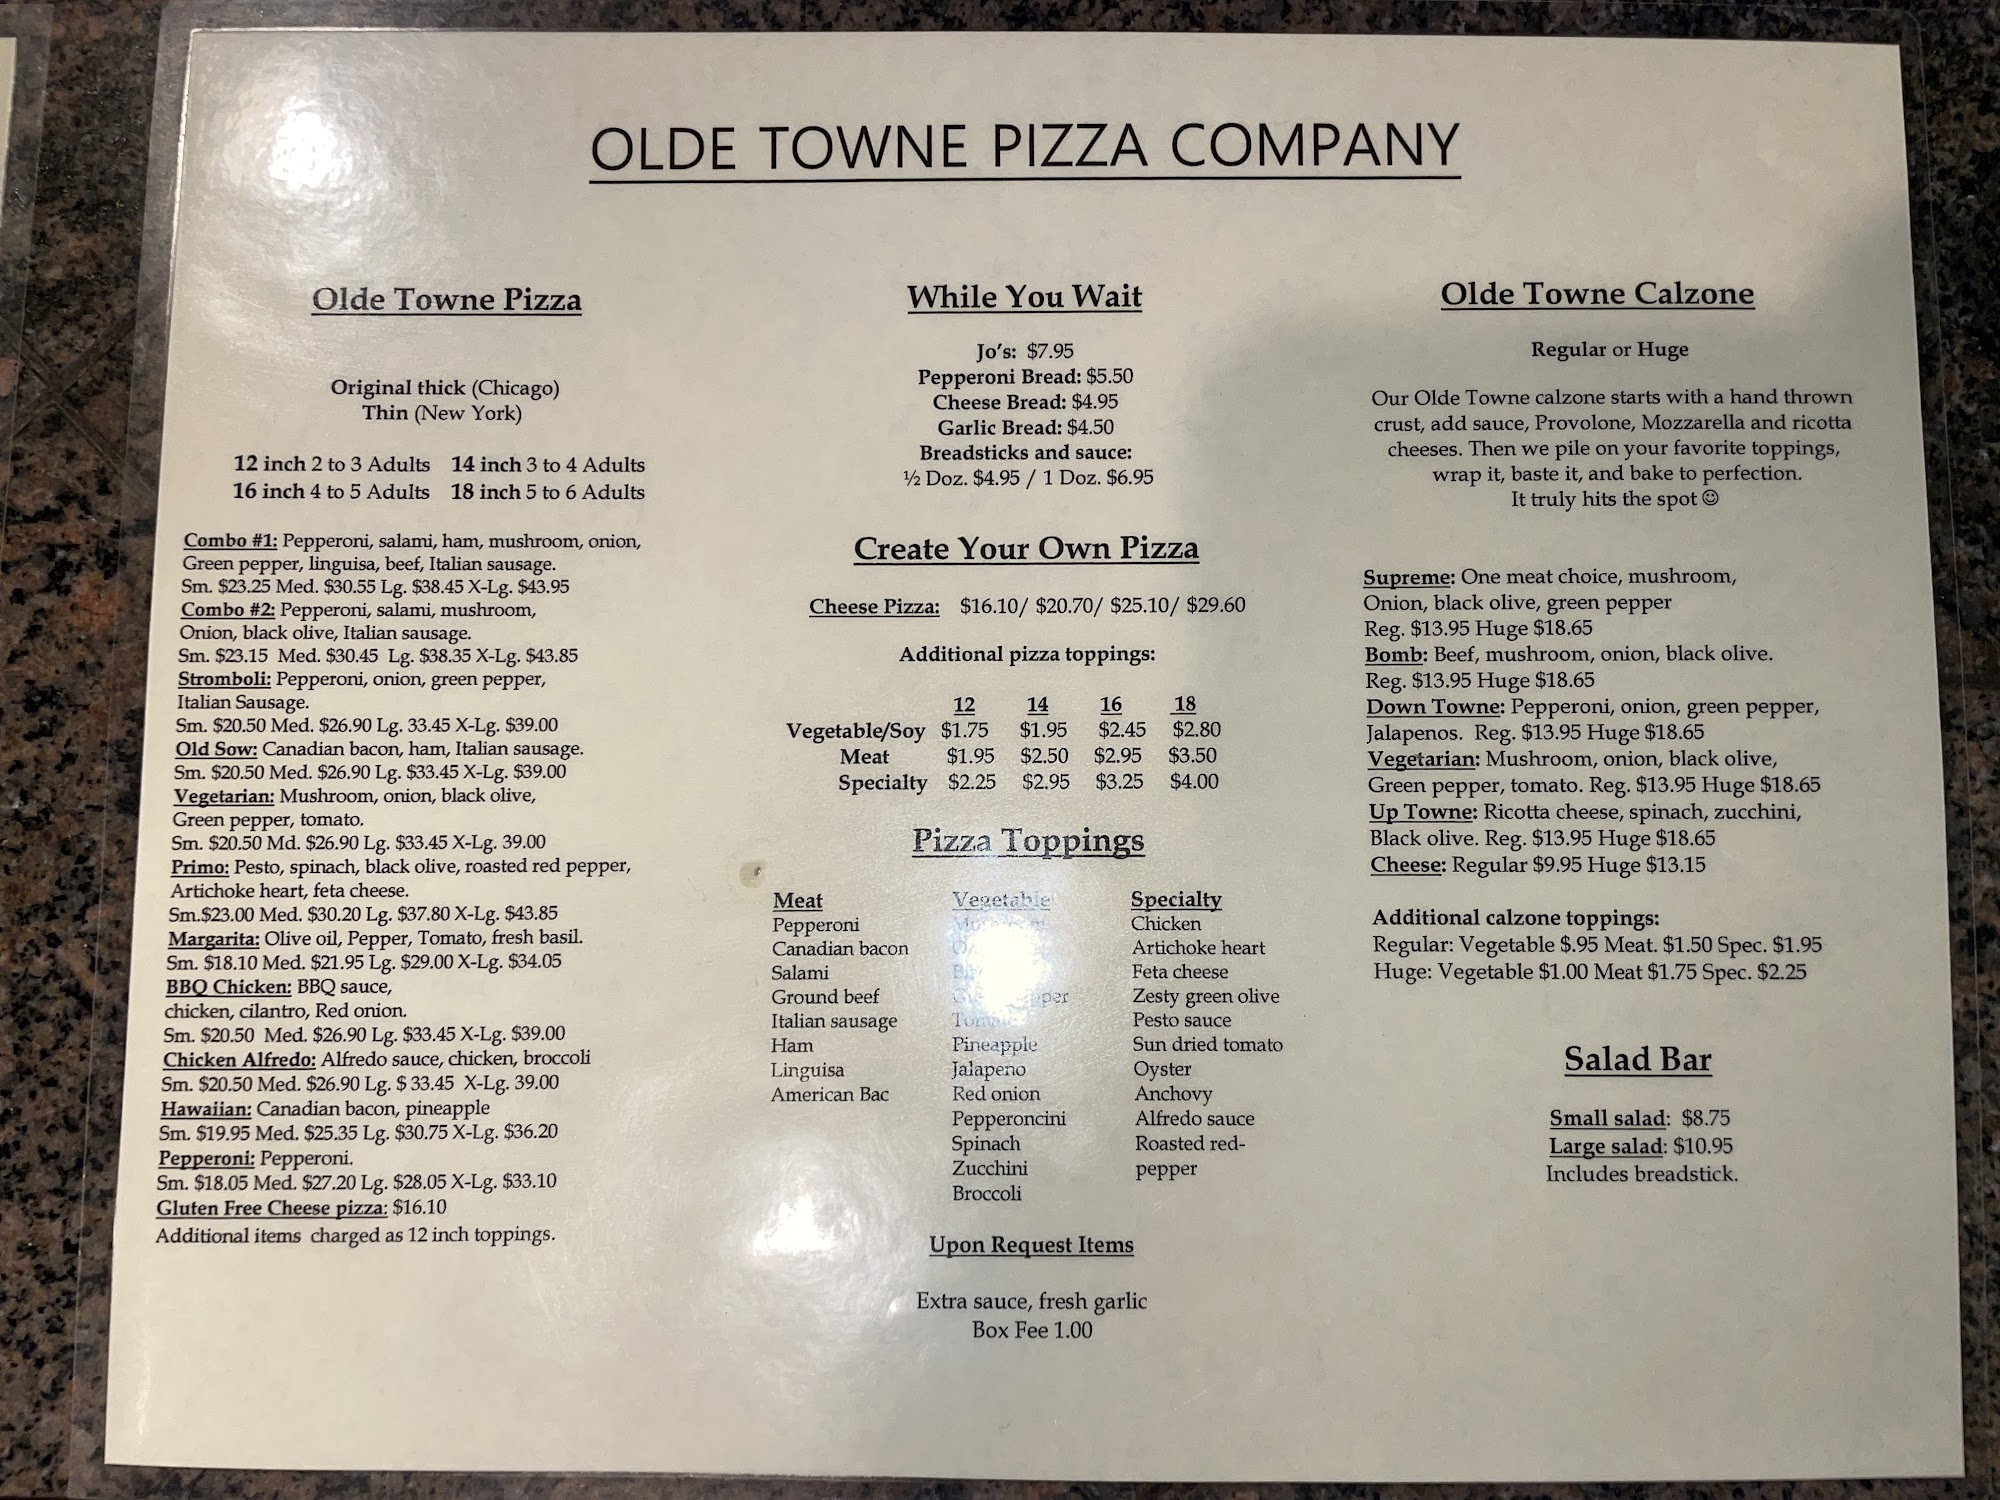 OLDE TOWNE PIZZA COMPANY
Olde Towne Pizza
Original thick (Chicago)
Thin (New York)
12 inch 2 to 3 Adults 14 inch 3 to 4 Adults
16 inch 4 to 5 Adults 18 inch 5 to 6 Adults
Combo #1: Pepperoni, salami, ham, mushroom, onion,
Green pepper, linguisa, beef, Italian sausage.
Sm. $23.25 Med. $30.55 Lg. $38.45 X-Lg. $43.95
Combo #2: Pepperoni, salami, mushroom,
Onion, black olive, Italian sausage.
Sm. $23.15 Med. $30.45 Lg. $38.35 X-Lg. $43.85
Stromboli: Pepperoni, onion, green pepper,
Italian Sausage.
Sm. $20.50 Med. $26.90 Lg. 33.45 X-Lg. $39.00
Old Sow: Canadian bacon, ham, Italian sausage.
Sm. $20.50 Med. $26.90 Lg. $33.45 X-Lg. $39.00
Vegetarian: Mushroom, onion, black olive,
Green pepper, tomato.
Sm. $20.50 Md. $26.90 Lg. $33.45 X-Lg. 39.00
Primo: Pesto, spinach, black olive, roasted red pepper,
Artichoke heart, feta cheese.
Sm.$23.00 Med. $30.20 Lg. $37.80 X-Lg. $43.85
Margarita: Olive oil, Pepper, Tomato, fresh basil.
Sm. $18.10 Med. $21.95 Lg. $29.00 X-Lg. $34.05
BBQ Chicken: BBQ sauce,
chicken, cilantro, Red onion.
Sm. $20.50 Med. $26.90 Lg. $33.45 X-Lg. $39.00
Chicken Alfredo: Alfredo sauce, chicken, broccoli
Sm. $20.50 Med. $26.90 Lg. $ 33.45 X-Lg. 39.00
Hawaiian: Canadian bacon, pineapple
Sm. $19.95 Med. $25.35 Lg. $30.75 X-Lg. $36.20
Pepperoni: Pepperoni.
Sm. $18.05 Med. $27.20 Lg. $28.05 X-Lg. $33.10
Gluten Free Cheese pizza: $16.10
Additional items charged as 12 inch toppings.
While You Wait
Jo's: $7.95
Pepperoni Bread: $5.50
Cheese Bread: $4.95
Garlic Bread: $4.50
Breadsticks and sauce:
½ Doz. $4.95 / 1 Doz. $6.95
Create Your Own Pizza
Cheese Pizza: $16.10/ $20.70/ $25.10/ $29.60
Additional pizza toppings:
12 14 16 18
Vegetable/Soy $1.75 $1.95 $2.45 $2.80
Meat $1.95 $2.50 $2.95 $3.50
Specialty $2.25 $2.95 $3.25 $4.00
Pizza Toppings
Meat
Pepperoni
Canadian bacon
Salami
Ground beef
Italian sausage
Ham
Linguisa
American Bac
Vegetable
Pineapple
Jalapeno
Red onion
Pepperoncini
Spinach
Zucchini
Broccoli
Specialty
Chicken
Artichoke heart
Feta cheese
Zesty green olive
Pesto sauce
Sun dried tomato
Oyster
Anchovy
Alfredo sauce
Roasted red-
pepper
Upon Request Items
Extra sauce, fresh garlic
Box Fee 1.00
Olde Towne Calzone
Regular or Huge
Our Olde Towne calzone starts with a hand thrown
crust, add sauce, Provolone, Mozzarella and ricotta
cheeses. Then we pile on your favorite toppings,
wrap it, baste it, and bake to perfection.
It truly hits the spot ☺
Supreme: One meat choice, mushroom,
Onion, black olive, green pepper
Reg. $13.95 Huge $18.65
Bomb: Beef, mushroom, onion, black olive.
Reg. $13.95 Huge $18.65
Down Towne: Pepperoni, onion, green pepper,
Jalapenos. Reg. $13.95 Huge $18.65
Vegetarian: Mushroom, onion, black olive,
Green pepper, tomato. Reg. $13.95 Huge $18.65
Up Towne: Ricotta cheese, spinach, zucchini,
Black olive. Reg. $13.95 Huge $18.65
Cheese: Regular $9.95 Huge $13.15
Additional calzone toppings:
Regular: Vegetable $.95 Meat. $1.50 Spec. $1.95
Huge: Vegetable $1.00 Meat $1.75 Spec. $2.25
Salad Bar
Small salad: $8.75
Large salad: $10.95
Includes breadstick.